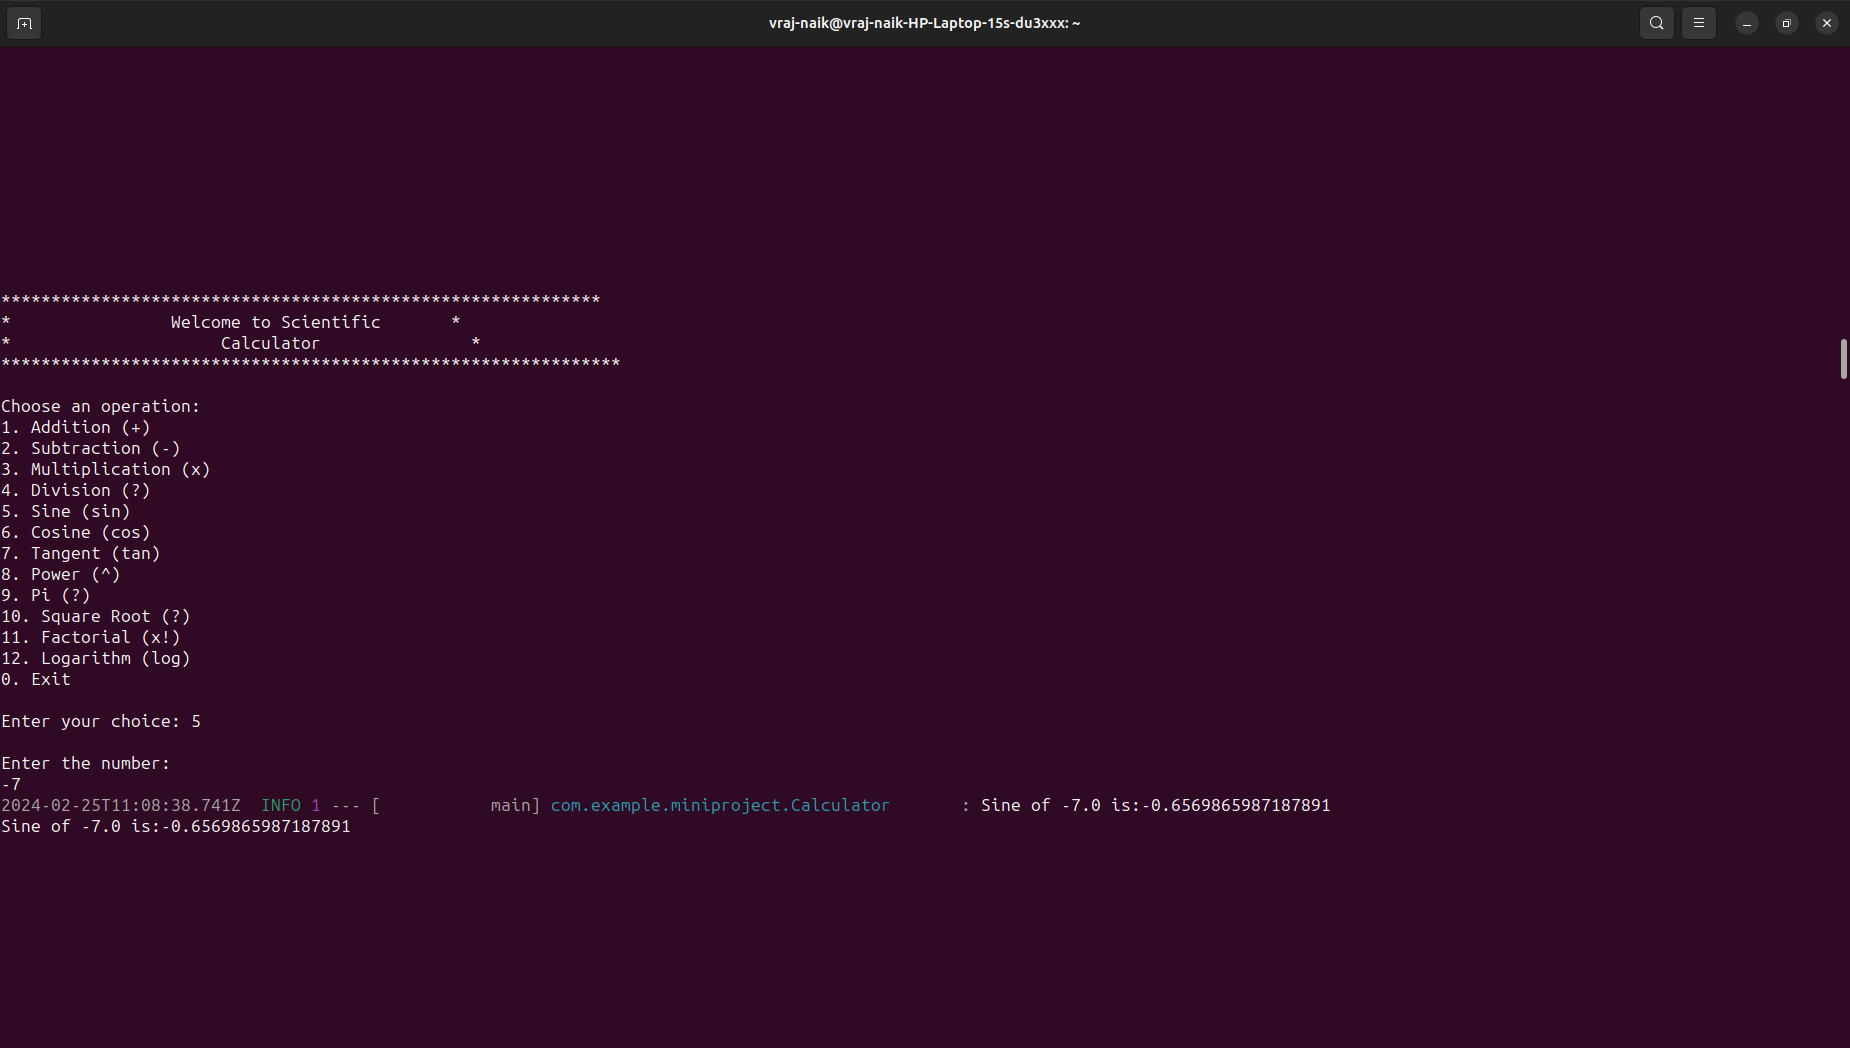 vraj-naik@vraj-naik-HP-Laptop-15s-du3xxx: ~
************************************************************
*                Welcome to Scientific       *
*                     Calculator               *
**************************************************************
Choose an operation:
1. Addition (+)
2. Subtraction (-)
3. Multiplication (x)
4. Division (?)
5. Sine (sin)
6. Cosine (cos)
7. Tangent (tan)
8. Power (^)
9. Pi (?)
10. Square Root (?)
11. Factorial (x!)
12. Logarithm (log)
0. Exit
Enter your choice: 5
Enter the number:
-7
2024-02-25T11:08:38.741Z  INFO 1 --- [           main] com.example.miniproject.Calculator       : Sine of -7.0 is:-0.6569865987187891
Sine of -7.0 is:-0.6569865987187891